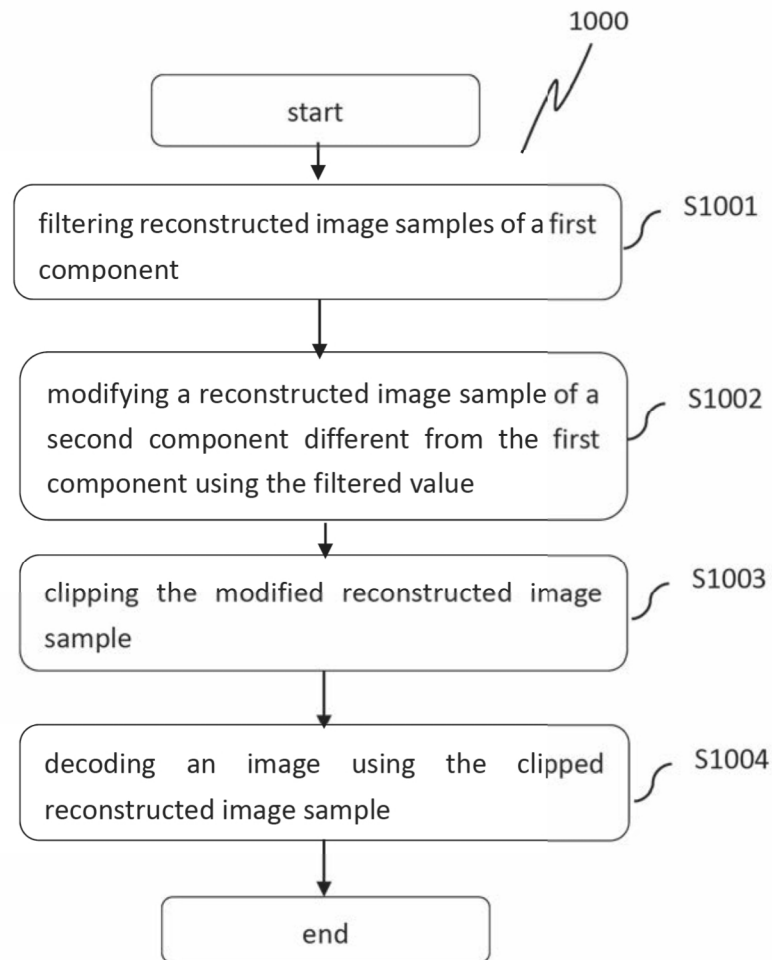 1000
start
filtering reconstructed image samples of a first
component
S1001
modifying a reconstructed image sample of a
second component different from the first
component using the filtered value
S1002
clipping the modified reconstructed image
sample
S1003
decoding an image using the clipped
reconstructed image sample
S1004
end